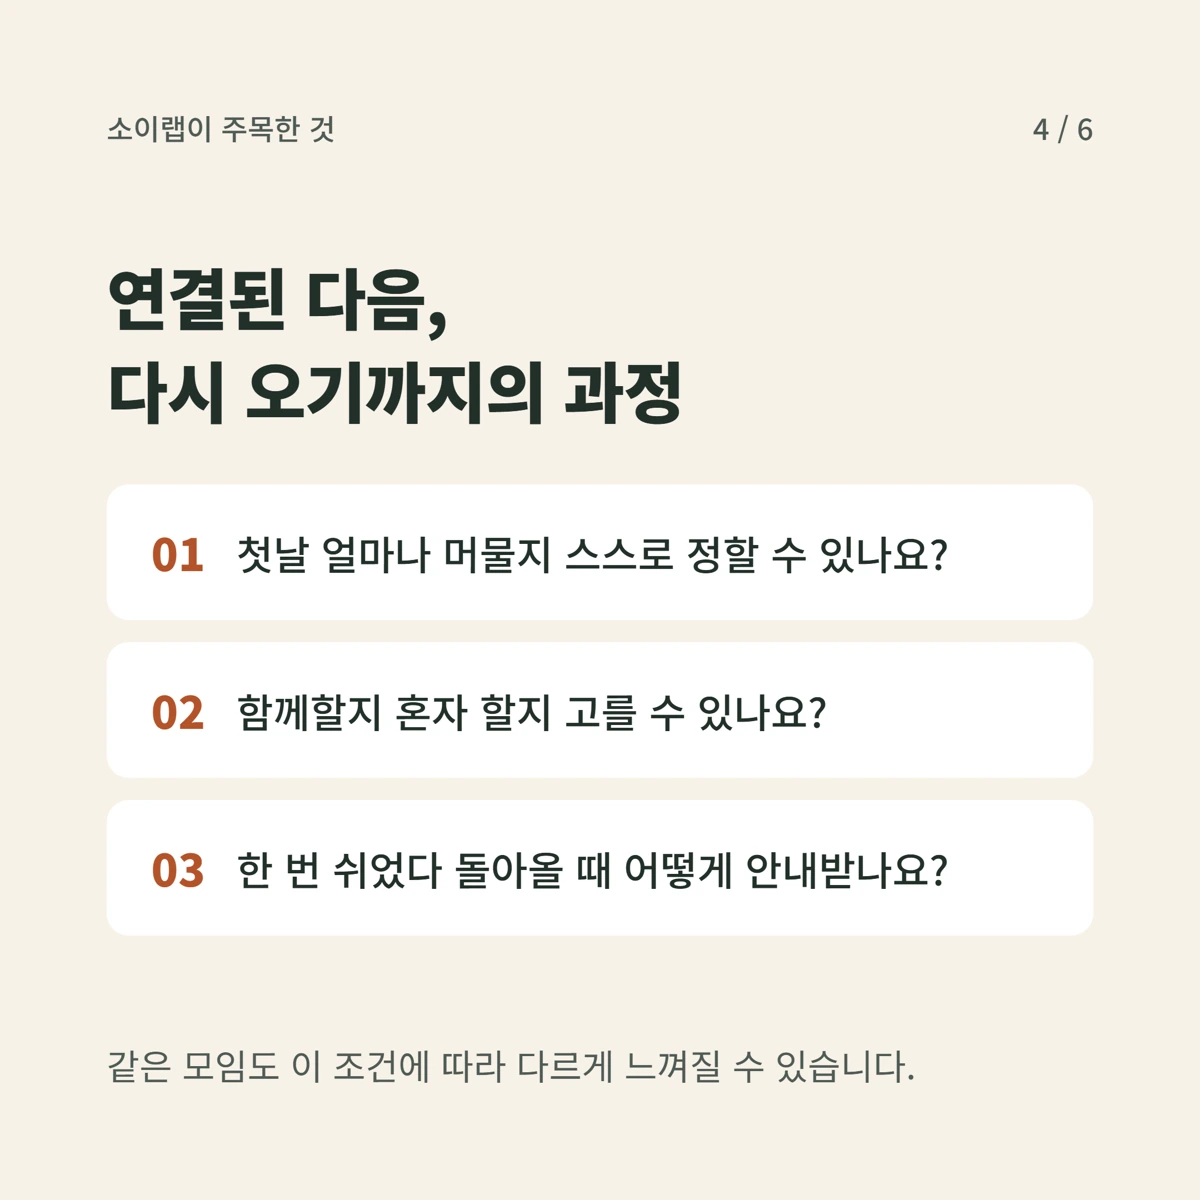 소이랩이 주목한 것
4 / 6
연결된 다음,
다시 오기까지의 과정
01 첫날 얼마나 머물지 스스로 정할 수 있나요?
02 함께할지 혼자 할지 고를 수 있나요?
03 한 번 쉬었다 돌아올 때 어떻게 안내받나요?
같은 모임도 이 조건에 따라 다르게 느껴질 수 있습니다.